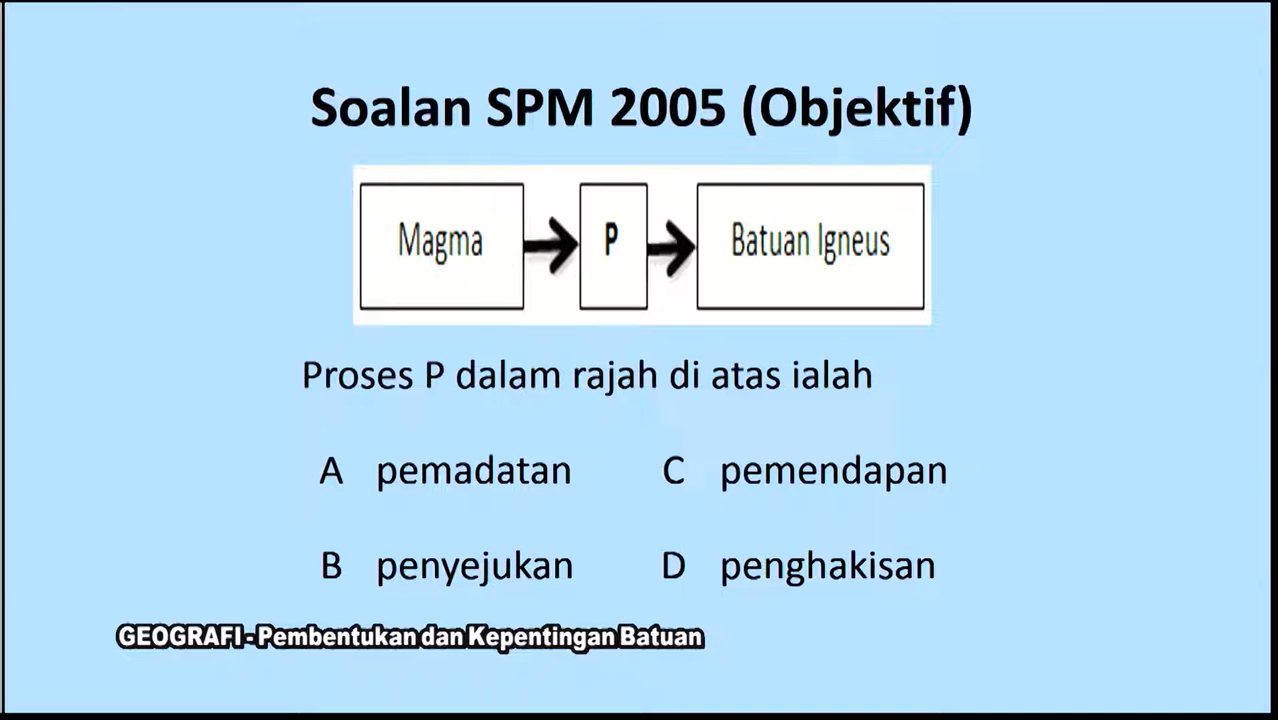 Soalan SPM 2005 (Objektif)
Magma P Batuan Igneus
Proses P dalam rajah di atas ialah
A pemadatan C pemendapan
B penyejukan D penghakisan
GEOGRAFI - Pembentukan dan Kepentingan Batuan